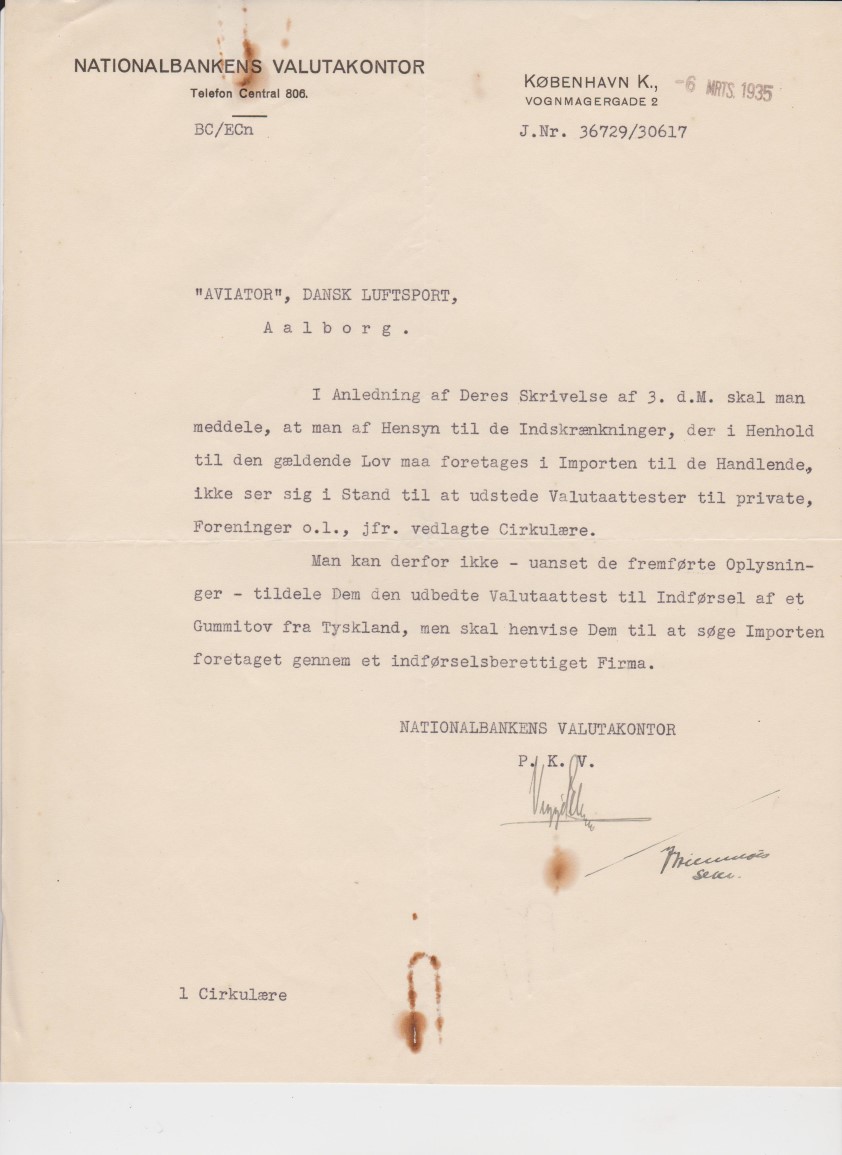 NATIONALBANKENS VALUTAKONTOR
Telefon Central 806.
KØBENHAVN K., -6 MRTS. 1935
VOGNMAGERGADE 2
BC/ECn
J.Nr. 36729/30617
"AVIATOR", DANSK LUFTSPORT,
A a l b o r g .
I Anledning af Deres Skrivelse af 3. d.M. skal man
meddele, at man af Hensyn til de Indskrænkninger, der i Henhold
til den gældende Lov maa foretages i Importen til de Handlende,
ikke ser sig i Stand til at udstede Valutaattester til private,
Foreninger o.l., jfr. vedlagte Cirkulære.
Man kan derfor ikke - uanset de fremførte Oplysnin-
ger - tildele Dem den udbedte Valutaattest til Indførsel af et
Gummitov fra Tyskland, men skal henvise Dem til at søge Importen
foretaget gennem et indførselsberettiget Firma.
NATIONALBANKENS VALUTAKONTOR
P. K. V.
1 Cirkulære